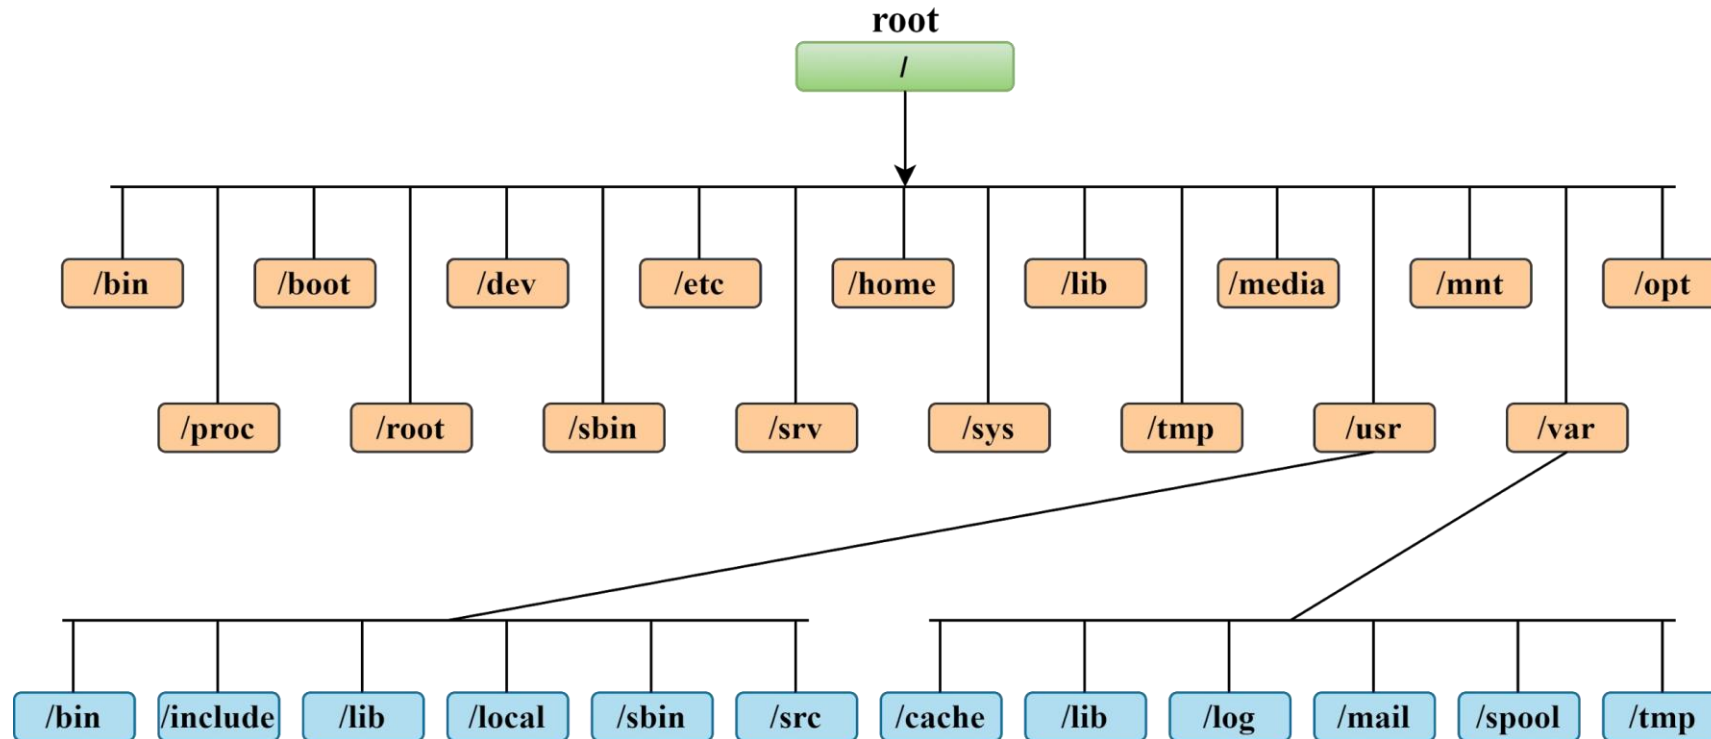 root
/
/bin
/boot
/dev
/etc
/home
/lib
/media
/mnt
/opt
/proc
/root
/sbin
/srv
/sys
/tmp
/usr
/var
/bin
/include
/lib
/local
/sbin
/src
/cache
/lib
/log
/mail
/spool
/tmp